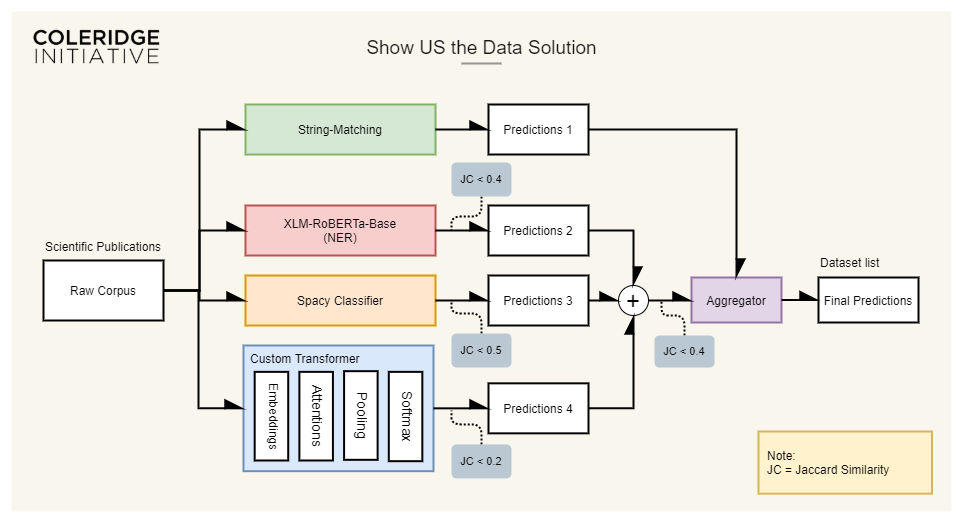 COLERIDGE
INITIATIVE
Show US the Data Solution
String-Matching
Predictions 1
JC < 0.4
XLM-RoBERTa-Base
(NER)
Predictions 2
Scientific Publications
Raw Corpus
Spacy Classifier
Predictions 3
+
Aggregator
Dataset list
Final Predictions
JC < 0.5
JC < 0.4
Custom Transformer
Embeddings
Attentions
Pooling
Softmax
Predictions 4
JC < 0.2
Note:
JC = Jaccard Similarity